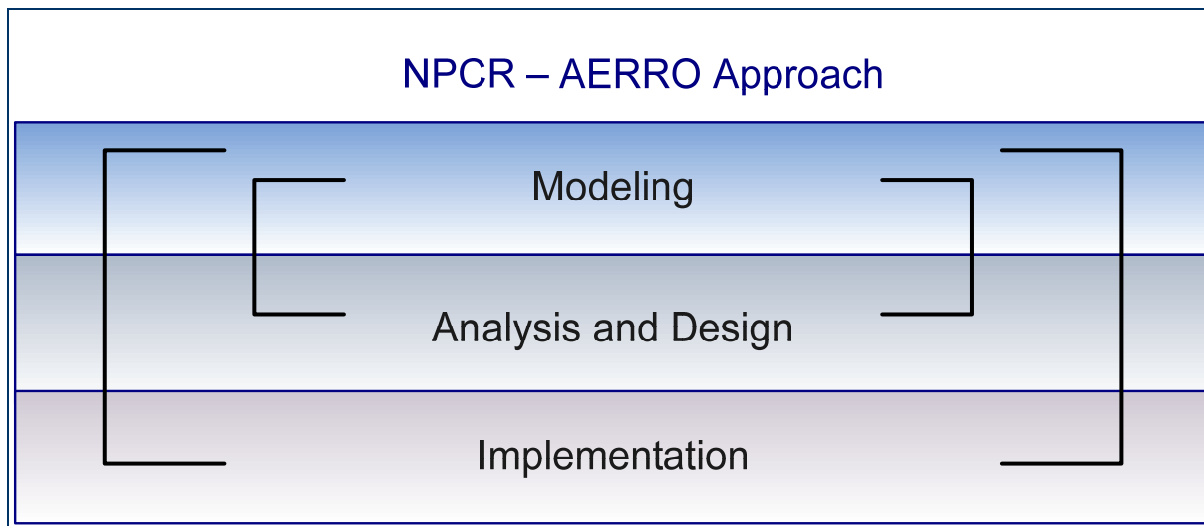 NPCR – AERRO Approach
Modeling
Analysis and Design
Implementation